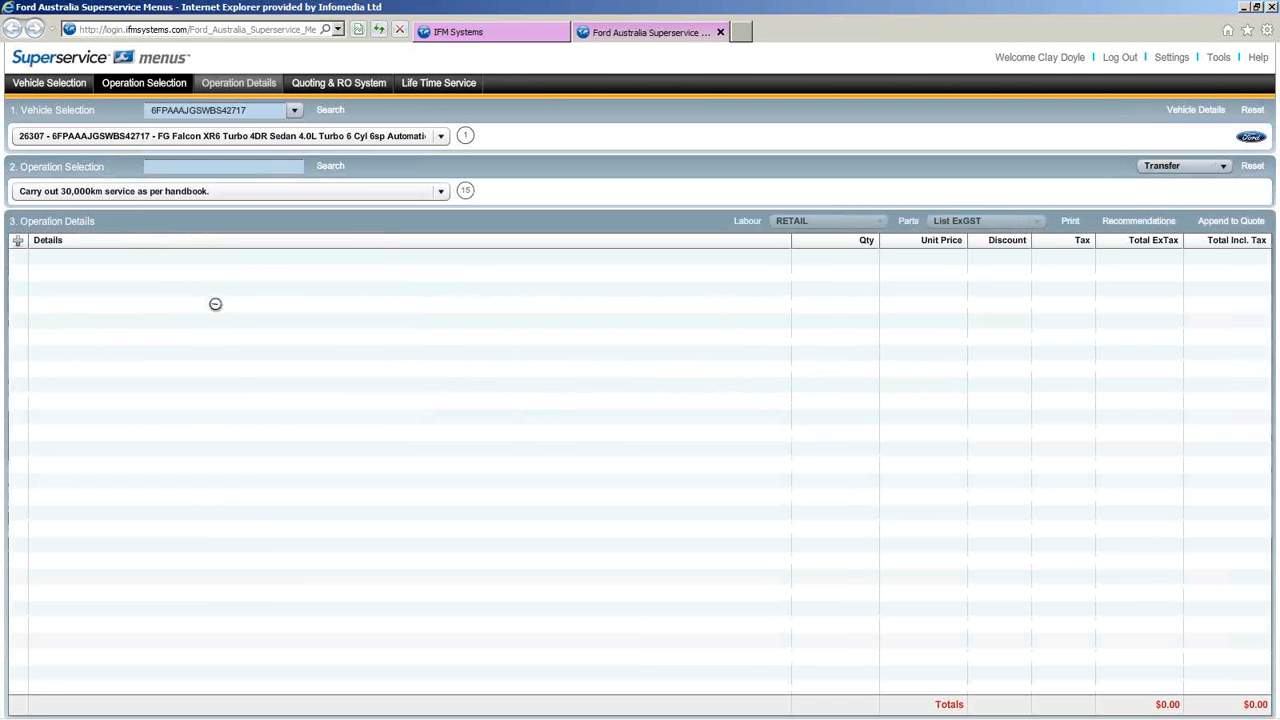 Ford Australia Superservice Menus - Internet Explorer provided by Infomedia Ltd
http://login.ifmsystems.com/Ford_Australia_Superservice_Me
IFM Systems
Ford Australia Superservice ...
Superservice menus
Welcome Clay Doyle
Log Out
Settings
Tools
Help
Vehicle Selection
Operation Selection
Operation Details
Quoting & RO System
Life Time Service
1. Vehicle Selection
6FPAAAJGSWBS42717
Search
Vehicle Details
Reset
26307 - 6FPAAAJGSWBS42717 - FG Falcon XR6 Turbo 4DR Sedan 4.0L Turbo 6 Cyl 6sp Automati
1
Ford
2. Operation Selection
Search
Transfer
Reset
Carry out 30,000km service as per handbook.
15
3. Operation Details
Labour
RETAIL
Parts
List ExGST
Print
Recommendations
Append to Quote
Details
Qty
Unit Price
Discount
Tax
Total ExTax
Total Incl. Tax
Totals
$0.00
$0.00